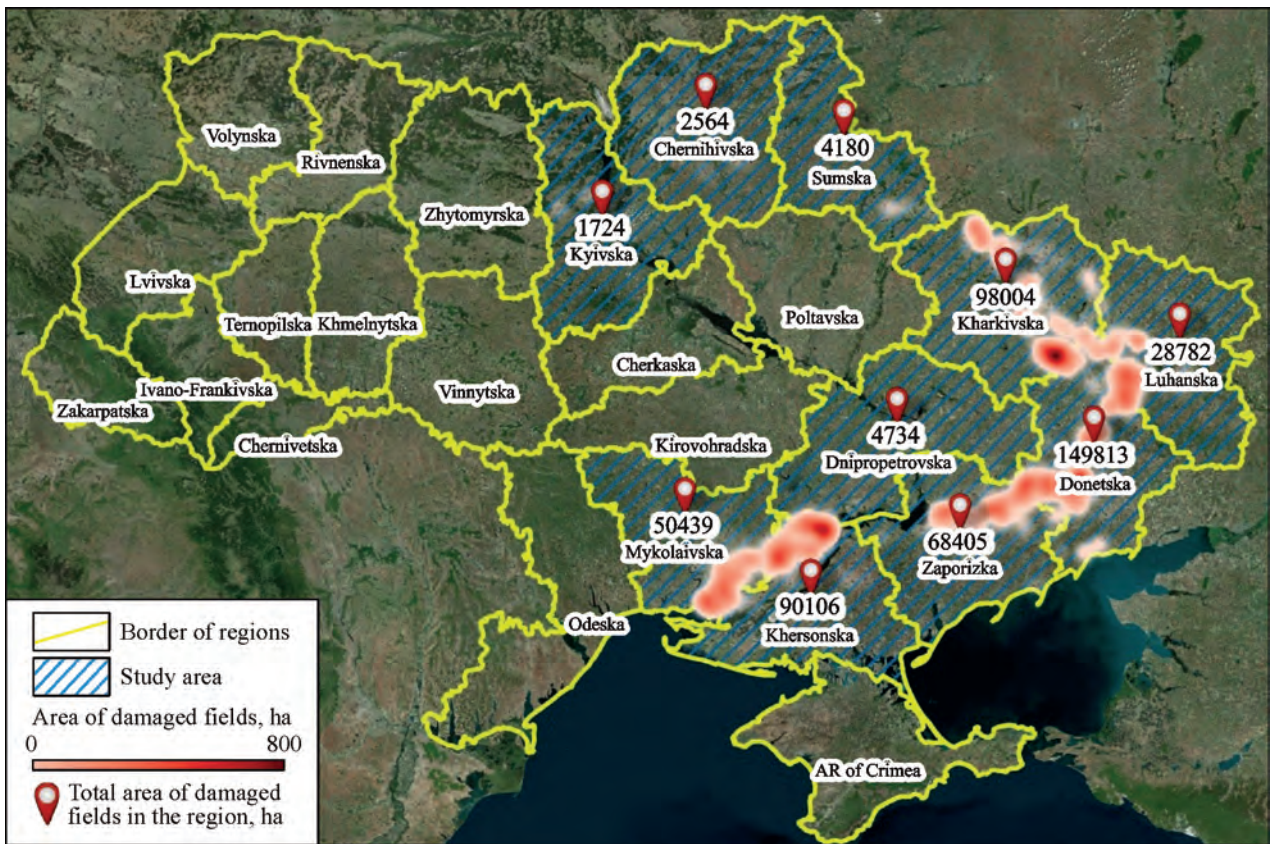 2564
Chernihivska
4180
Sumska
Volynska
Rivnenska
Zhytomyrska
1724
Kyivska
Lvivska
Ternopilska
Khmelnytska
Poltavska
98004
Kharkivska
28782
Luhanska
Ivano-Frankivska
Zakarpatska
Chernivetska
Vinnytska
Cherkaska
Kirovohradska
4734
Dnipropetrovska
149813
Donetska
50439
Mykolaivska
68405
Zaporizka
90106
Khersonska
Odeska
AR of Crimea
Border of regions
Study area
Area of damaged fields, ha
0 800
Total area of damaged
fields in the region, ha